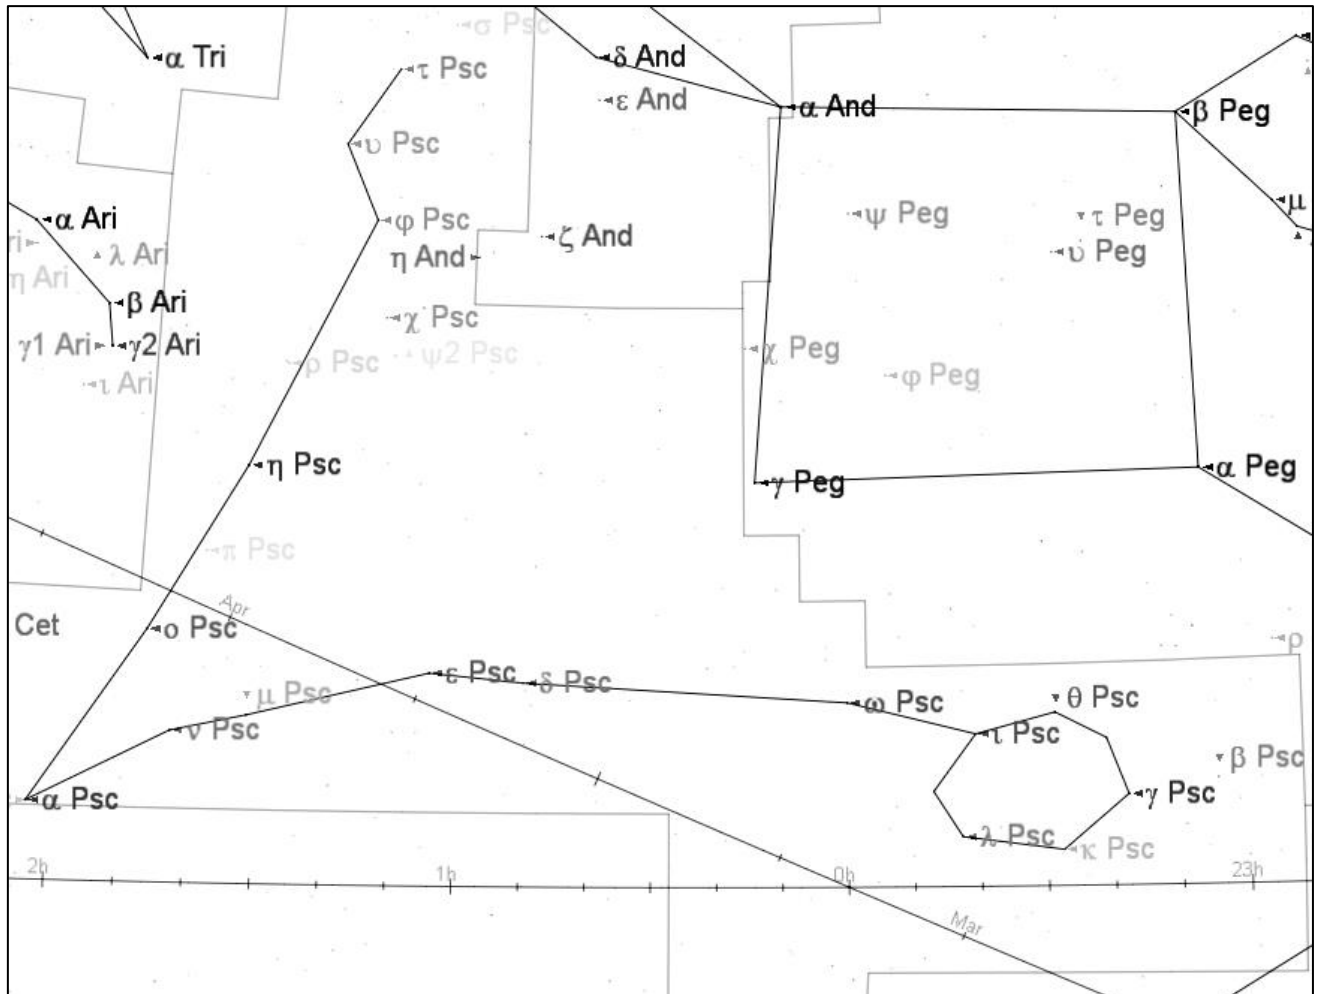 σ Psc
α Tri
δ And
τ Psc
ε And
α And
β Peg
υ Psc
μ
α Ari
φ Psc
ψ Peg
τ Peg
ζ And
υ Peg
η And
λ Ari
η Ari
β Ari
χ Psc
γ1 Ari
γ2 Ari
ψ2 Psc
χ Peg
ρ Psc
ι Ari
φ Peg
η Psc
α Peg
γ Peg
π Psc
Apr
Cet
ο Psc
ρ
ε Psc
δ Psc
μ Psc
ω Psc
θ Psc
ν Psc
ι Psc
β Psc
α Psc
γ Psc
λ Psc
κ Psc
2h
1h
0h
23h
Mar